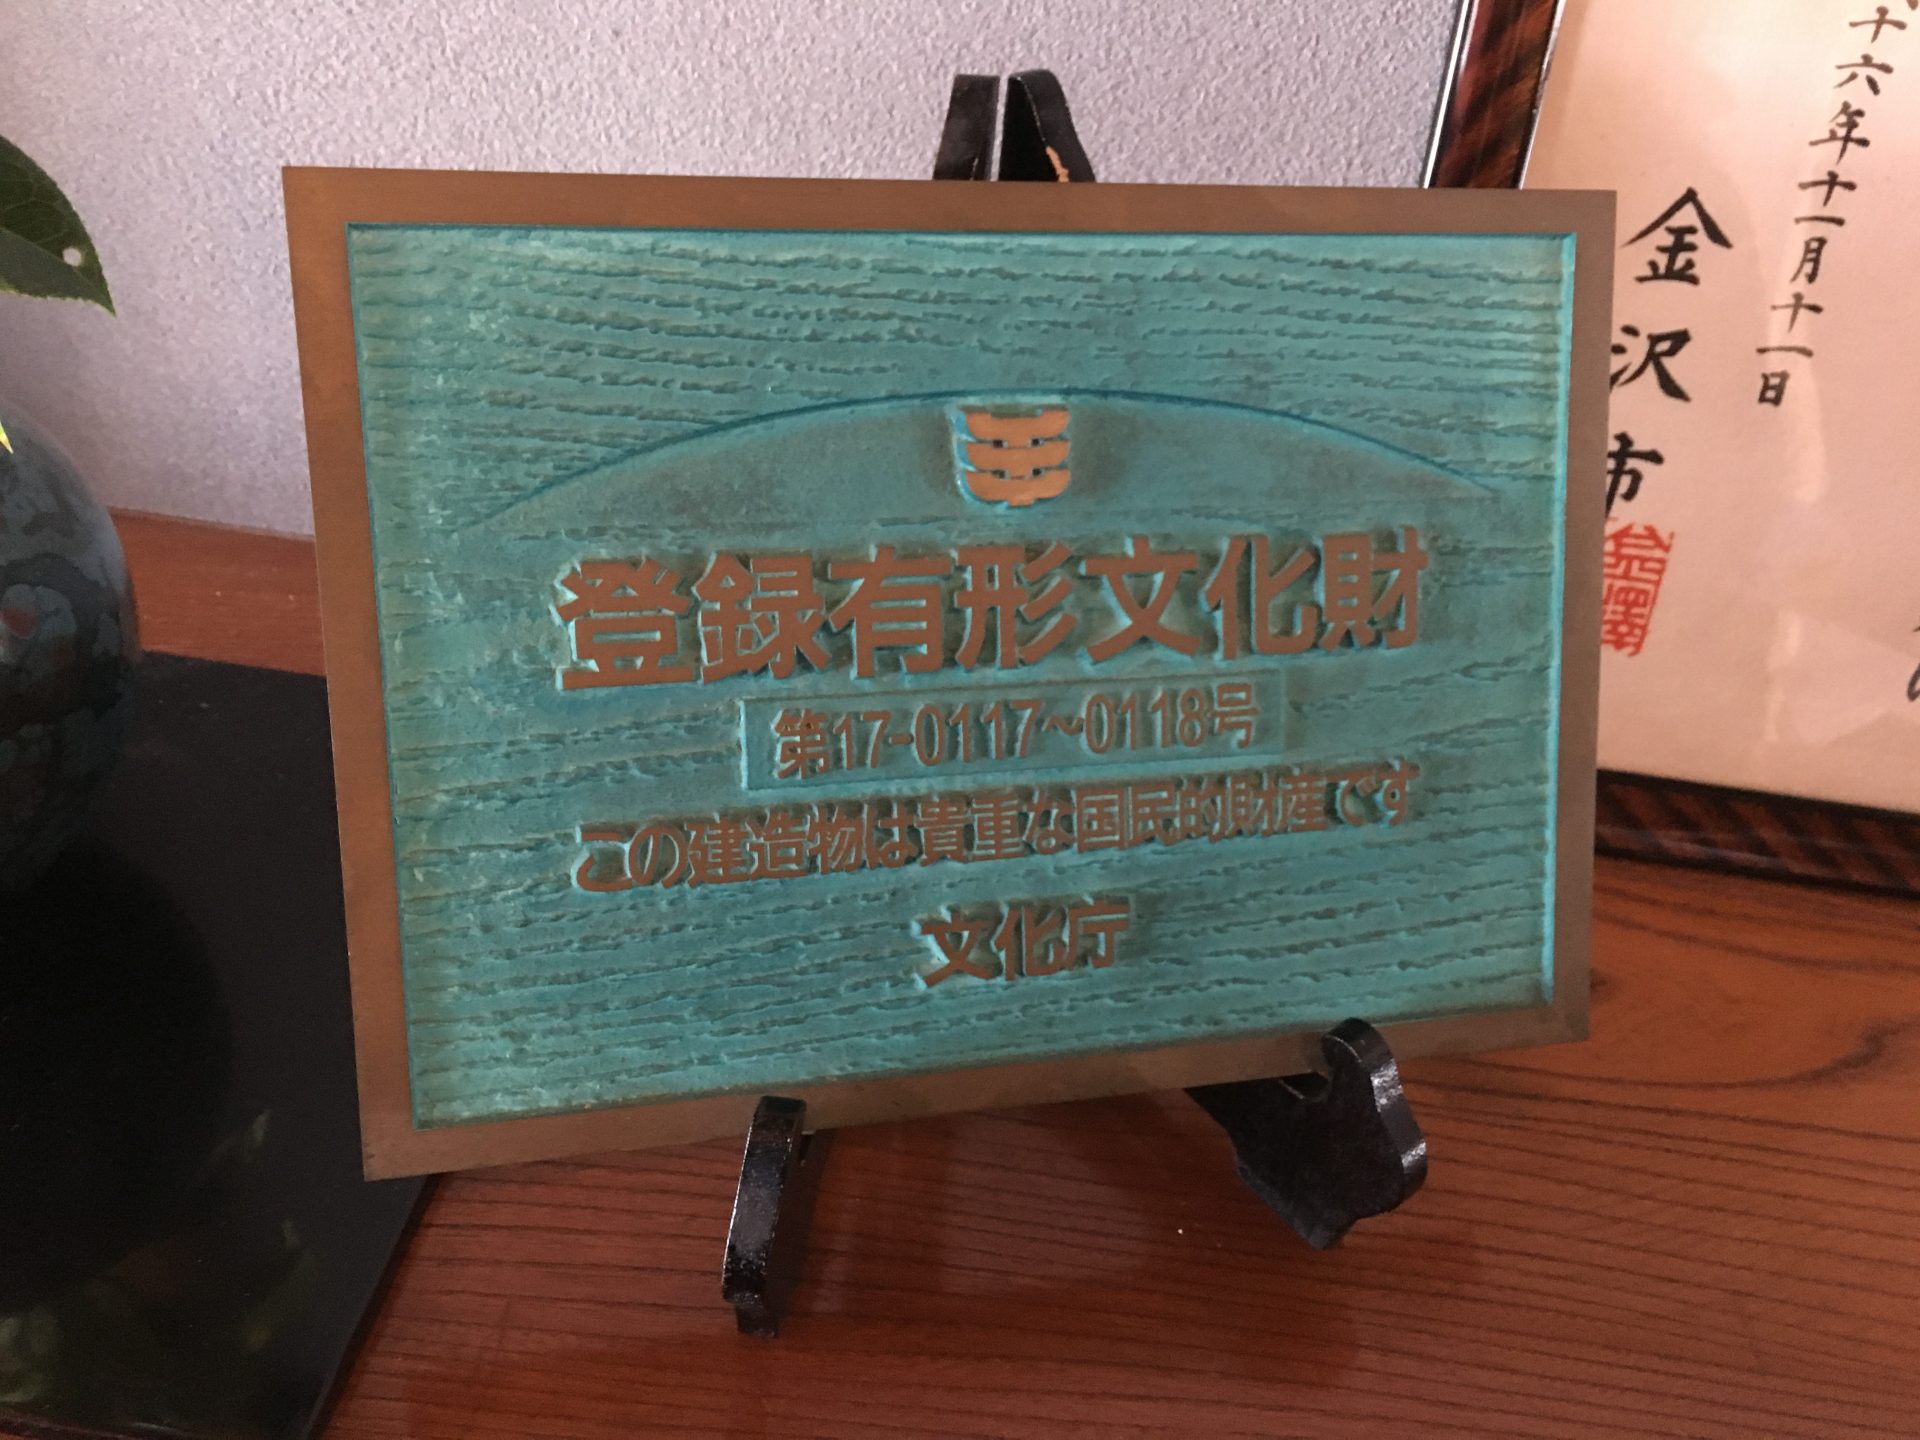 登録有形文化財
第17-0117~0118号
この建造物は貴重な国民的財産です
文化庁
十六年十一月十一日
金沢市